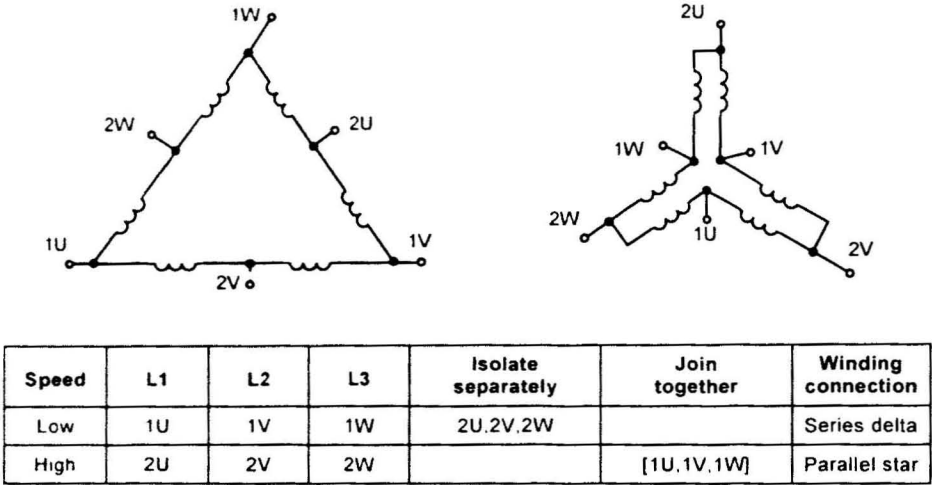 1W
2U
2W
2U
1W
1V
2W
1U
1U
1V
2V
2V
Speed L1 L2 L3 Isolate separately Join together Winding connection
Low 1U 1V 1W 2U.2V.2W Series delta
High 2U 2V 2W [1U,1V,1W] Parallel star